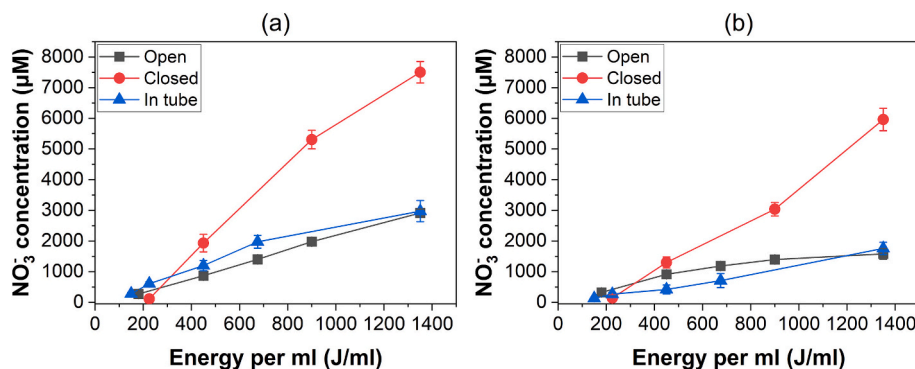 (a)
NO₃⁻ concentration (µM)
8000
7000
6000
5000
4000
3000
2000
1000
0
Open
Closed
In tube
0 200 400 600 800 1000 1200 1400
Energy per ml (J/ml)
(b)
NO₃⁻ concentration (µM)
8000
7000
6000
5000
4000
3000
2000
1000
0
Open
Closed
In tube
0 200 400 600 800 1000 1200 1400
Energy per ml (J/ml)